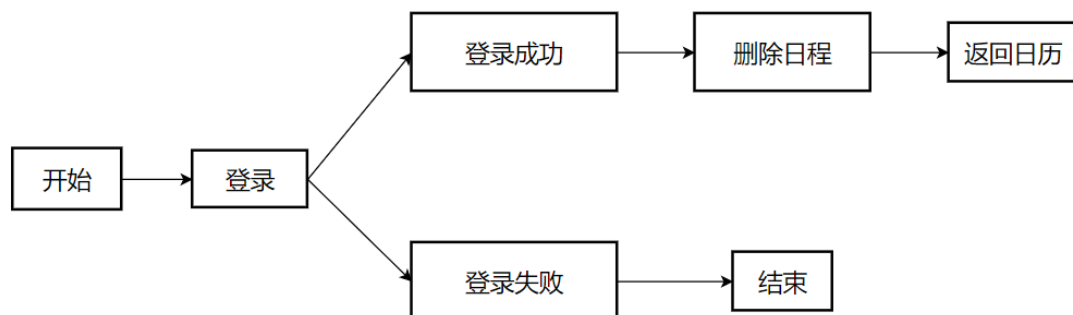 开始
登录
登录成功
删除日程
返回日历
登录失败
结束